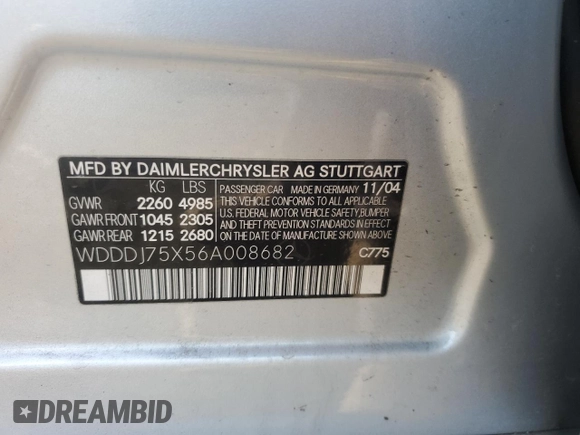 MFD BY DAIMLERCHRYSLER AG STUTTGART
KG LBS
GVWR 2260 4985
GAWR FRONT 1045 2305
GAWR REAR 1215 2680
PASSENGER CAR MADE IN GERMANY 11/04
THIS VEHICLE CONFORMS TO ALL APPLICABLE
U.S. FEDERAL MOTOR VEHICLE SAFETY, BUMPER
AND THEFT PREVENTION STANDARDS IN EFFECT
ON THE DATE OF MANUFACTURE SHOWN ABOVE.
WDDDJ75X56A008682 C775
DREAMBID